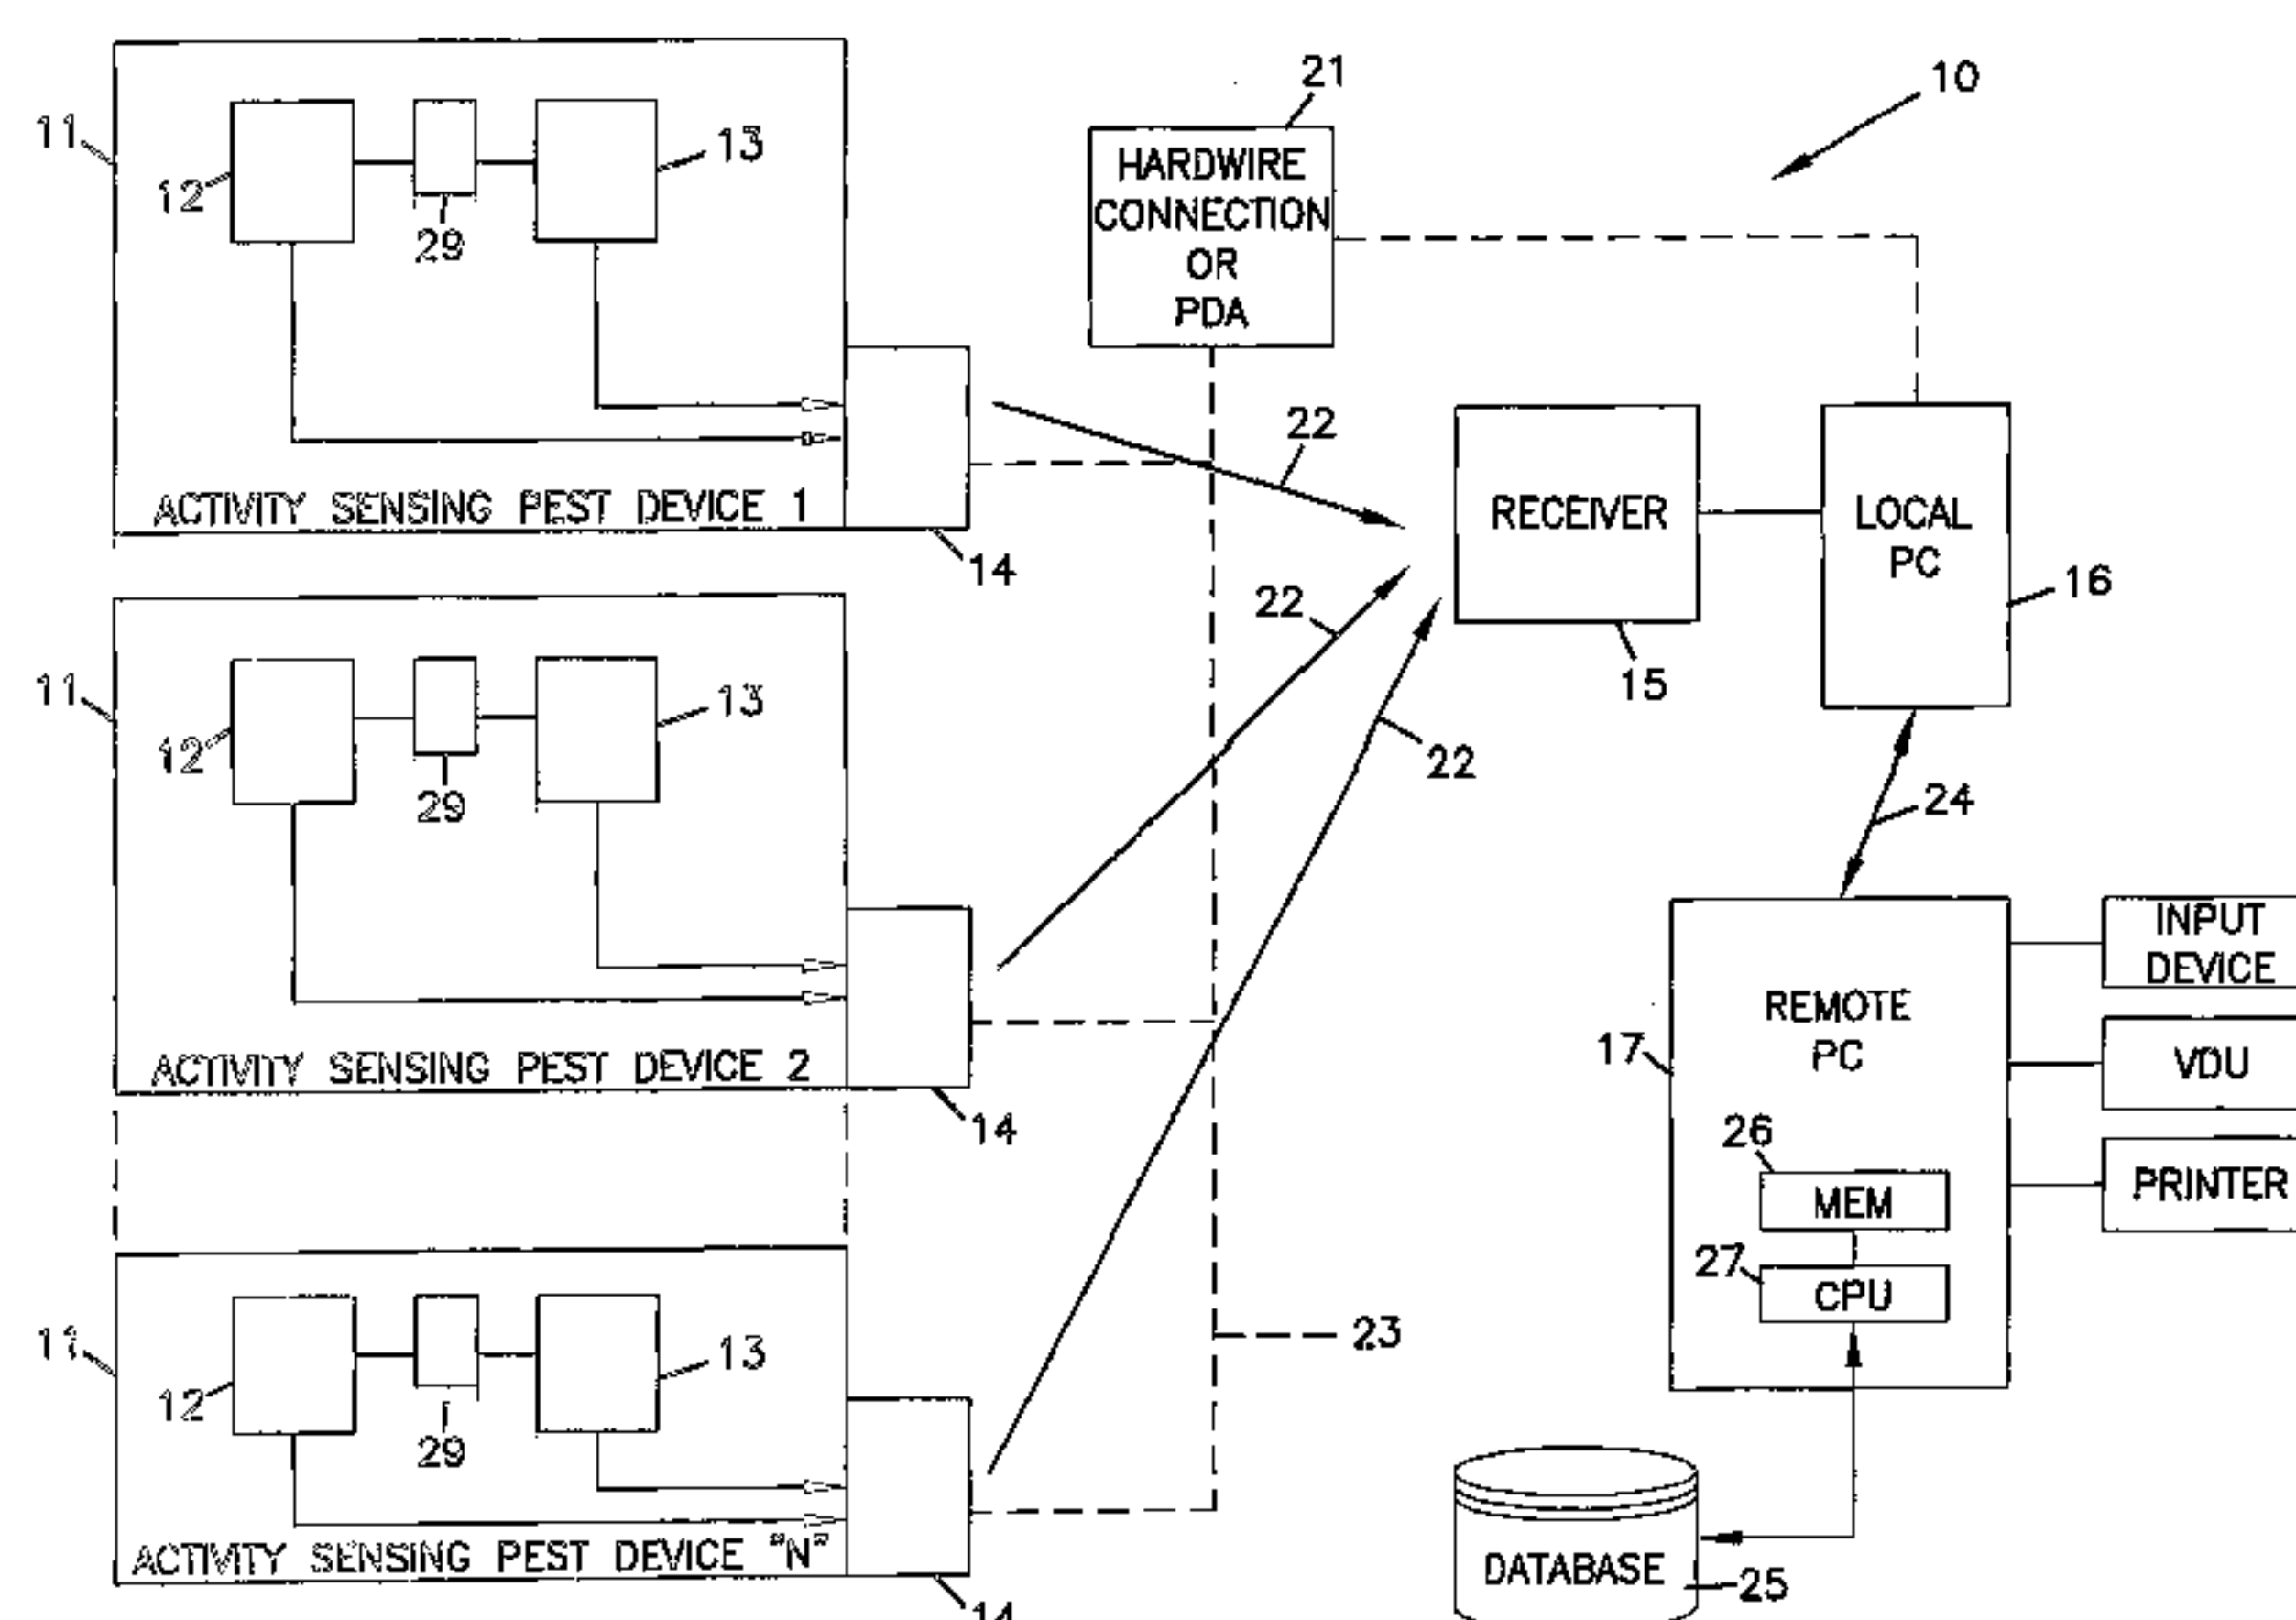 11
12
29
13
ACTIVITY SENSING PEST DEVICE 1
14
11
12
29
13
ACTIVITY SENSING PEST DEVICE 2
14
11
12
29
13
ACTIVITY SENSING PEST DEVICE "N"
14
21
HARDWIRE
CONNECTION
OR
PDA
10
22
22
22
23
RECEIVER
15
LOCAL
PC
16
24
REMOTE
PC
17
26
MEM
27
CPU
INPUT
DEVICE
VDU
PRINTER
DATABASE
25